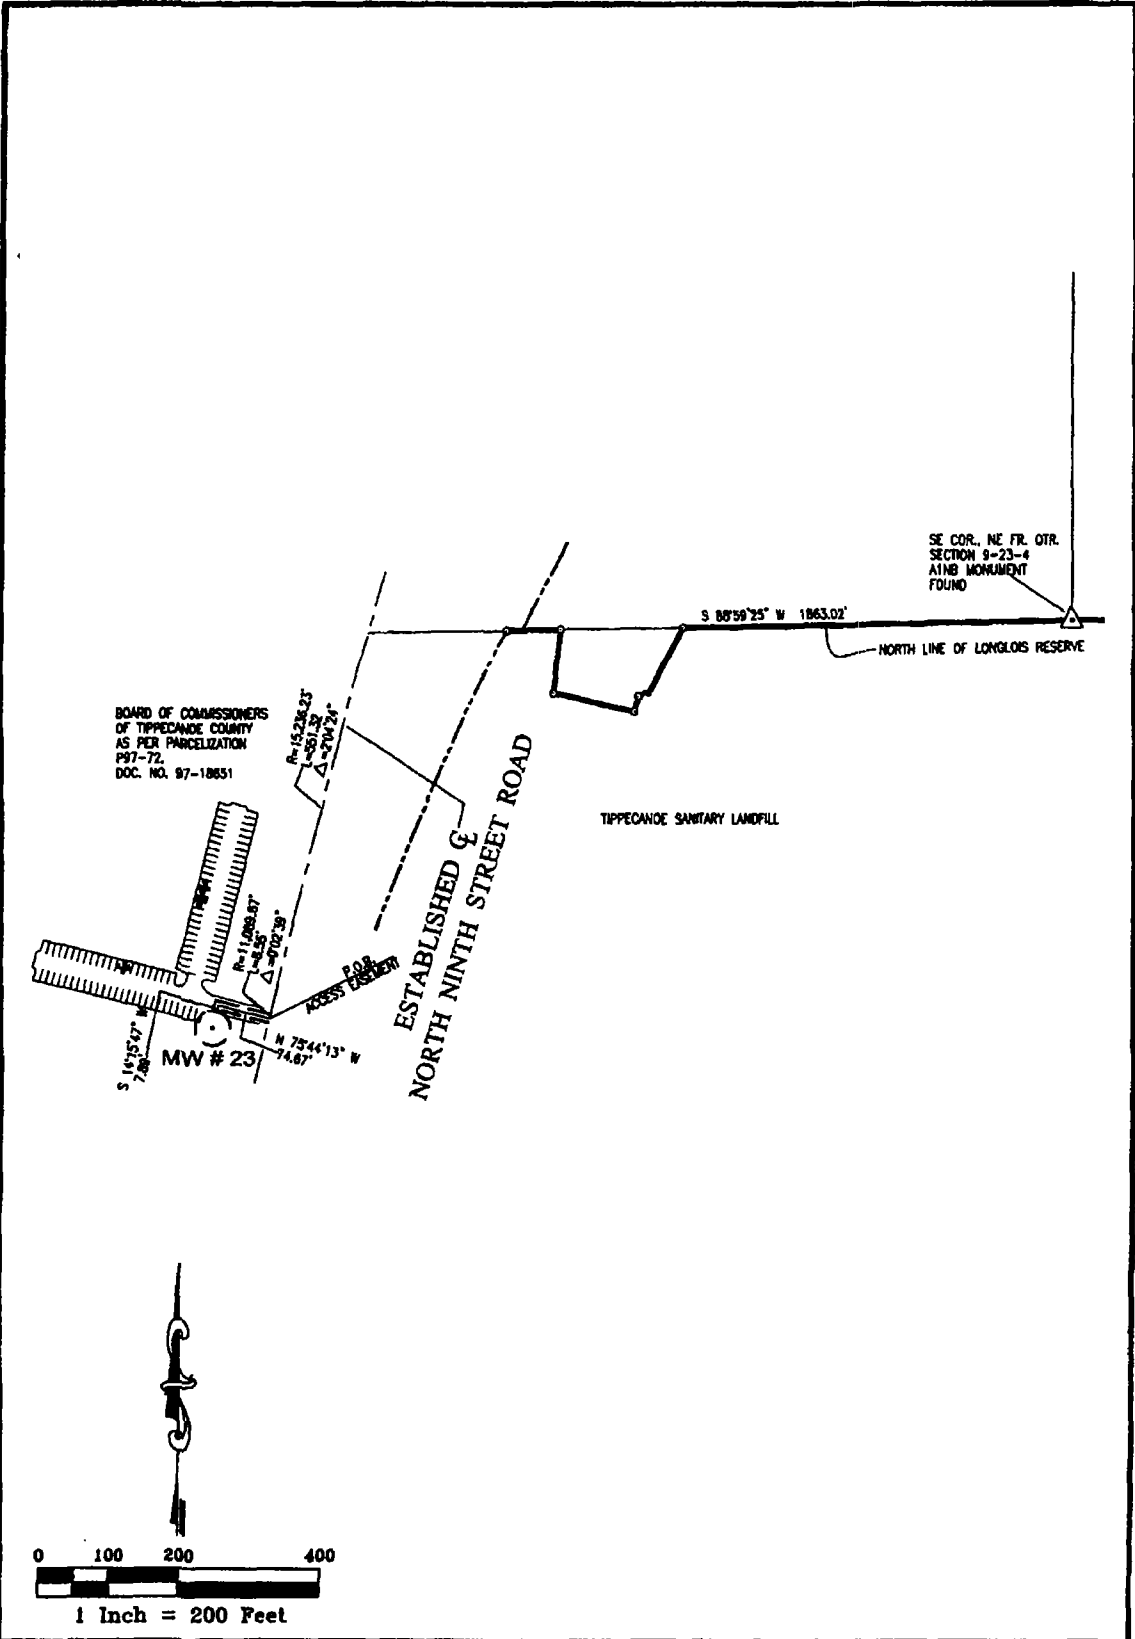 SE COR., NE FR. QTR.
SECTION 9-23-4
A1NB MONUMENT
FOUND
S 88°59'25" W 1863.02'
NORTH LINE OF LONGLOIS RESERVE
BOARD OF COMMISSIONERS
OF TIPPECANOE COUNTY
AS PER PARCELIZATION
P97-72.
DOC. NO. 97-18651
R=15,236.23'
L=551.32
Δ=2°04'24"
TIPPECANOE SANITARY LANDFILL
ESTABLISHED ℄
NORTH NINTH STREET ROAD
R=11,089.67'
L=8.56'
Δ=0°02'39"
P.O.B.
ACCESS EASEMENT
N 75°44'13" W
74.67'
S 14°15'47" W
MW # 23
0 100 200 400
1 Inch = 200 Feet